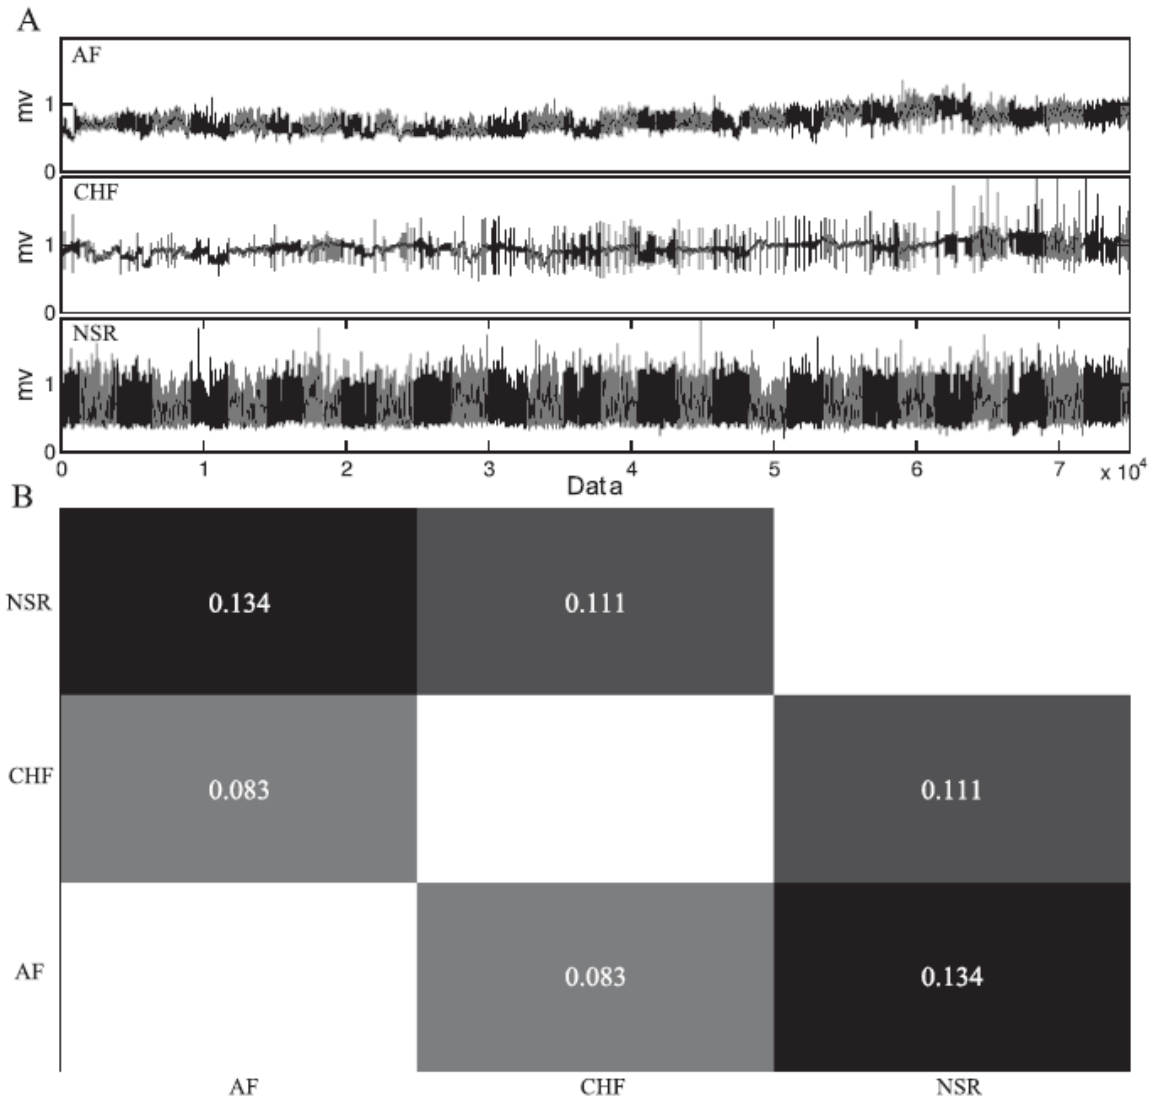 A
AF
mv
1
0
CHF
mv
1
0
NSR
mv
1
0
0 1 2 3 4 5 6 7 x 10^4
Data
B
NSR 0.134 0.111
CHF 0.083 0.111
AF 0.083 0.134
AF CHF NSR